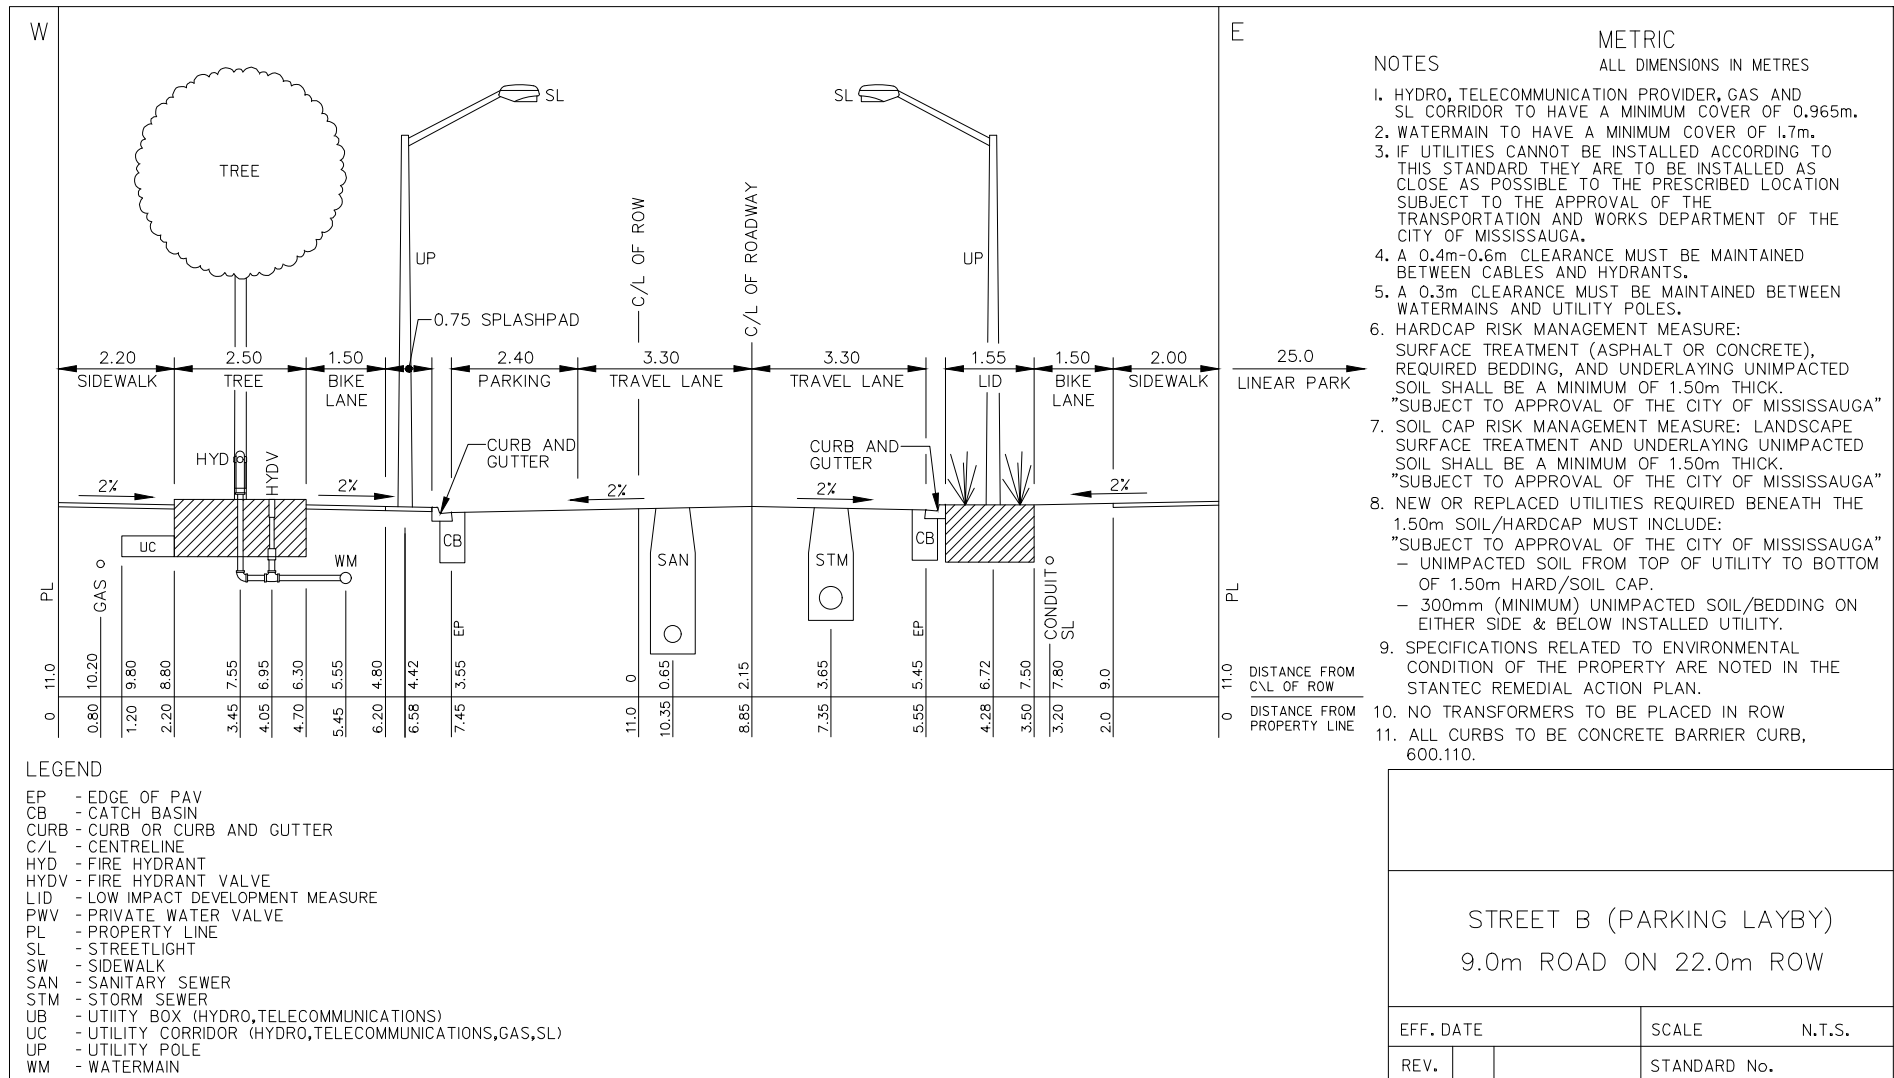 W
E
SL
SL
TREE
UP
UP
C/L OF ROW
C/L OF ROADWAY
0.75 SPLASHPAD
2.20
2.50
1.50
2.40
3.30
3.30
1.55
1.50
2.00
25.0
SIDEWALK
TREE
BIKE
LANE
PARKING
TRAVEL LANE
TRAVEL LANE
LID
BIKE
LANE
SIDEWALK
LINEAR PARK
HYD
HYDV
CURB AND
GUTTER
CURB AND
GUTTER
2%
2%
2%
2%
2%
UC
CB
SAN
STM
CB
WM
PL
GAS
EP
EP
CONDUIT
SL
PL
11.0
10.20
9.80
8.80
7.55
6.95
6.30
5.55
4.80
4.42
3.55
0
0.65
2.15
3.65
5.45
6.72
7.50
7.80
9.0
11.0
DISTANCE FROM
C\L OF ROW
0
0.80
1.20
2.20
3.45
4.05
4.70
5.45
6.20
6.58
7.45
11.0
10.35
8.85
7.35
5.55
4.28
3.50
3.20
2.0
0
DISTANCE FROM
PROPERTY LINE
METRIC
ALL DIMENSIONS IN METRES
NOTES
1. HYDRO, TELECOMMUNICATION PROVIDER, GAS AND
SL CORRIDOR TO HAVE A MINIMUM COVER OF 0.965m.
2. WATERMAIN TO HAVE A MINIMUM COVER OF 1.7m.
3. IF UTILITIES CANNOT BE INSTALLED ACCORDING TO
THIS STANDARD THEY ARE TO BE INSTALLED AS
CLOSE AS POSSIBLE TO THE PRESCRIBED LOCATION
SUBJECT TO THE APPROVAL OF THE
TRANSPORTATION AND WORKS DEPARTMENT OF THE
CITY OF MISSISSAUGA.
4. A 0.4m-0.6m CLEARANCE MUST BE MAINTAINED
BETWEEN CABLES AND HYDRANTS.
5. A 0.3m CLEARANCE MUST BE MAINTAINED BETWEEN
WATERMAINS AND UTILITY POLES.
6. HARDCAP RISK MANAGEMENT MEASURE:
SURFACE TREATMENT (ASPHALT OR CONCRETE),
REQUIRED BEDDING, AND UNDERLAYING UNIMPACTED
SOIL SHALL BE A MINIMUM OF 1.50m THICK.
"SUBJECT TO APPROVAL OF THE CITY OF MISSISSAUGA"
7. SOIL CAP RISK MANAGEMENT MEASURE: LANDSCAPE
SURFACE TREATMENT AND UNDERLAYING UNIMPACTED
SOIL SHALL BE A MINIMUM OF 1.50m THICK.
"SUBJECT TO APPROVAL OF THE CITY OF MISSISSAUGA"
8. NEW OR REPLACED UTILITIES REQUIRED BENEATH THE
1.50m SOIL/HARDCAP MUST INCLUDE:
"SUBJECT TO APPROVAL OF THE CITY OF MISSISSAUGA"
- UNIMPACTED SOIL FROM TOP OF UTILITY TO BOTTOM
OF 1.50m HARD/SOIL CAP.
- 300mm (MINIMUM) UNIMPACTED SOIL/BEDDING ON
EITHER SIDE & BELOW INSTALLED UTILITY.
9. SPECIFICATIONS RELATED TO ENVIRONMENTAL
CONDITION OF THE PROPERTY ARE NOTED IN THE
STANTEC REMEDIAL ACTION PLAN.
10. NO TRANSFORMERS TO BE PLACED IN ROW
11. ALL CURBS TO BE CONCRETE BARRIER CURB,
600.110.
LEGEND
EP - EDGE OF PAV
CB - CATCH BASIN
CURB - CURB OR CURB AND GUTTER
C/L - CENTRELINE
HYD - FIRE HYDRANT
HYDV - FIRE HYDRANT VALVE
LID - LOW IMPACT DEVELOPMENT MEASURE
PWV - PRIVATE WATER VALVE
PL - PROPERTY LINE
SL - STREETLIGHT
SW - SIDEWALK
SAN - SANITARY SEWER
STM - STORM SEWER
UB - UTIITY BOX (HYDRO,TELECOMMUNICATIONS)
UC - UTILITY CORRIDOR (HYDRO,TELECOMMUNICATIONS,GAS,SL)
UP - UTILITY POLE
WM - WATERMAIN
STREET B (PARKING LAYBY)
9.0m ROAD ON 22.0m ROW
EFF. DATE
SCALE N.T.S.
REV.
STANDARD No.